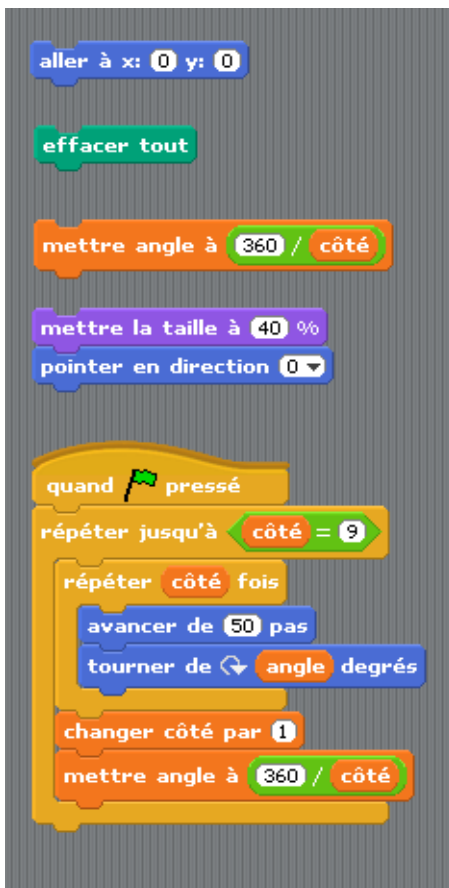 aller à x: 0 y: 0
effacer tout
mettre angle à 360 / côté
mettre la taille à 40 %
pointer en direction 0
quand pressé
répéter jusqu'à côté = 9
répéter côté fois
avancer de 50 pas
tourner de angle degrés
changer côté par 1
mettre angle à 360 / côté